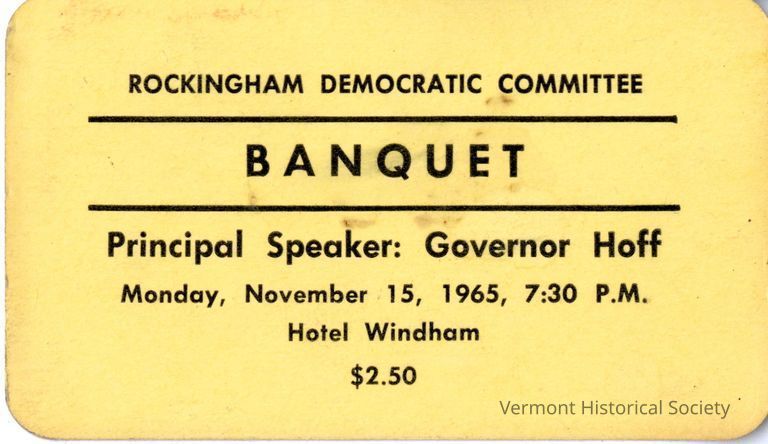 ROCKINGHAM DEMOCRATIC COMMITTEE
BANQUET
Principal Speaker: Governor Hoff
Monday, November 15, 1965, 7:30 P.M.
Hotel Windham
$2.50
Vermont Historical Society